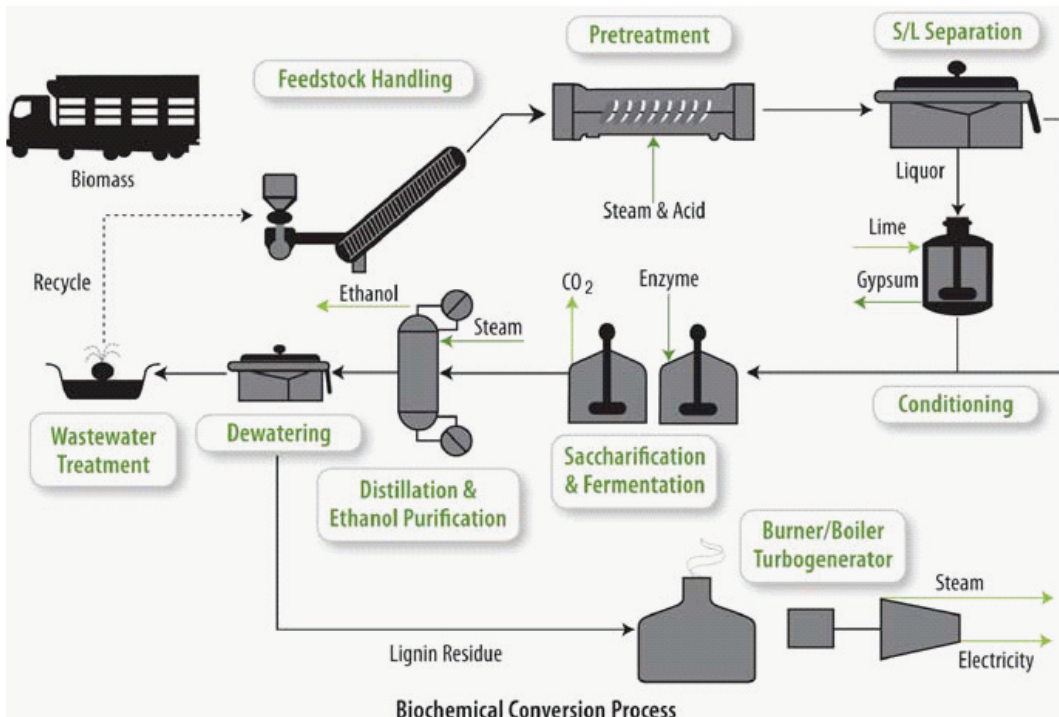 Pretreatment
S/L Separation
Feedstock Handling
Biomass
Steam & Acid
Liquor
Lime
Gypsum
Recycle
Ethanol
Steam
CO2
Enzyme
Conditioning
Wastewater
Treatment
Dewatering
Distillation &
Ethanol Purification
Saccharification
& Fermentation
Burner/Boiler
Turbogenerator
Steam
Electricity
Lignin Residue
Biochemical Conversion Process